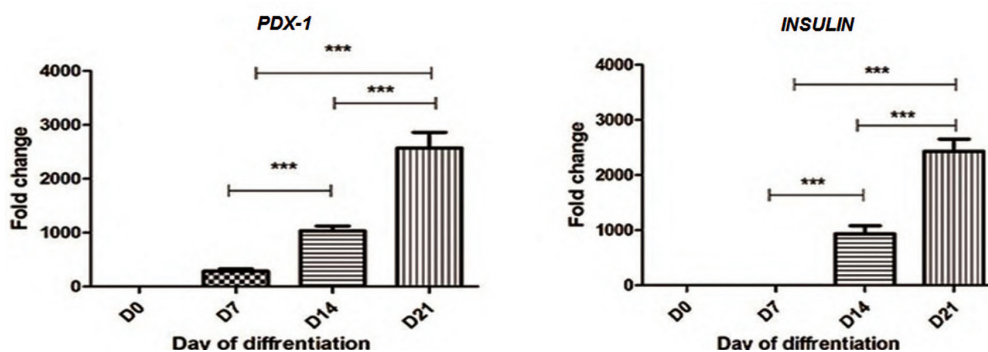 PDX-1
***
***
***
Fold change
4000
3000
2000
1000
0
D0 D7 D14 D21
Day of diffrentiation
INSULIN
***
***
***
Fold change
4000
3000
2000
1000
0
D0 D7 D14 D21
Day of diffrentiation